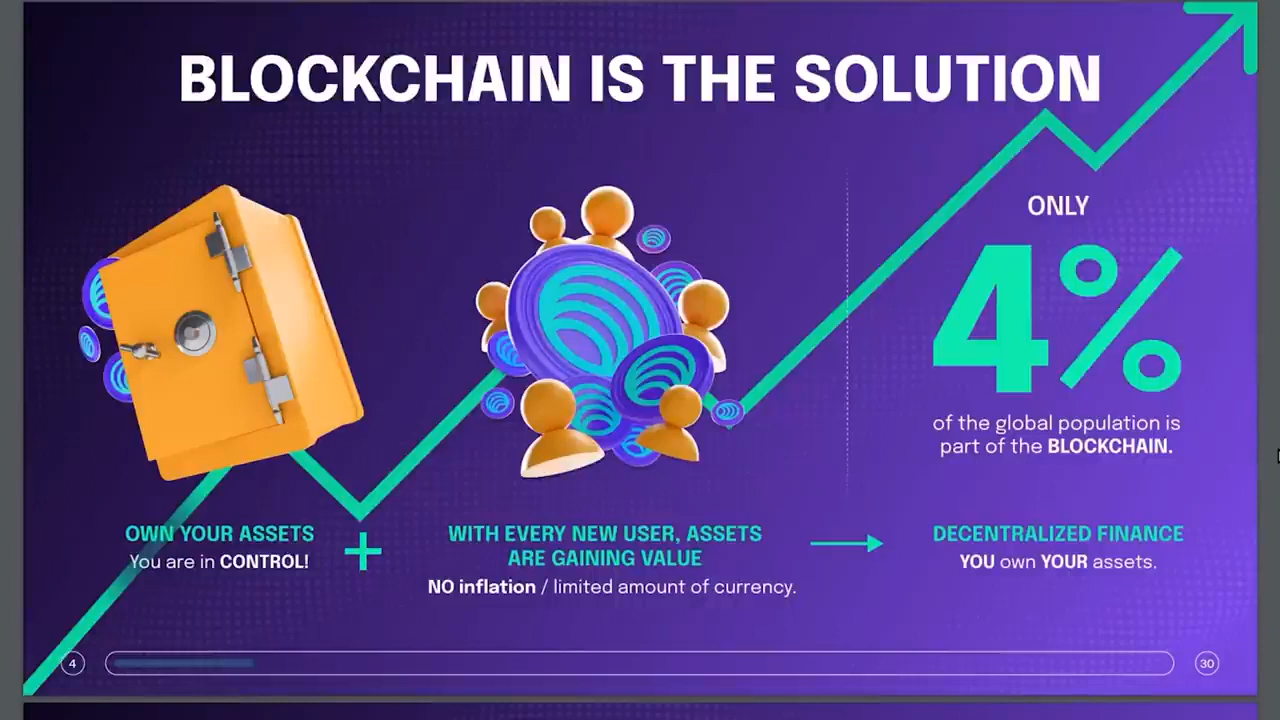 BLOCKCHAIN IS THE SOLUTION
ONLY
4%
of the global population is
part of the BLOCKCHAIN.
OWN YOUR ASSETS
You are in CONTROL!
+
WITH EVERY NEW USER, ASSETS
ARE GAINING VALUE
NO inflation / limited amount of currency.
DECENTRALIZED FINANCE
YOU own YOUR assets.
4
30